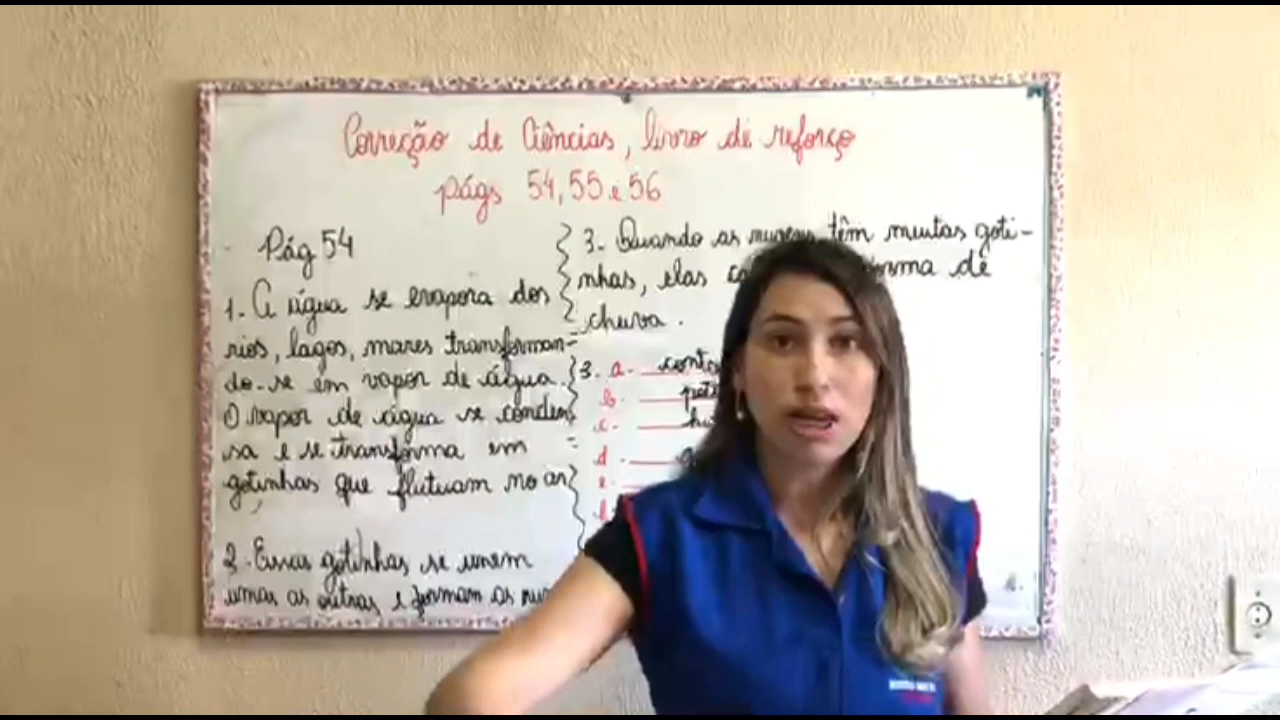 Correção de Ciências, livro de reforço
págs 54, 55 e 56
Pág 54
1. A água se evapora dos
rios, lagos, mares transforman-
do-se em vapor de água.
O vapor de água se conden
sa e se transforma em
gotinhas que flutuam no ar
2. Essas gotinhas se unem
umas as outras e formam as
3. Quando as nuvens têm muitas goti-
nhas, elas de
chuva.
3. a.
b.
c.
d.
e.